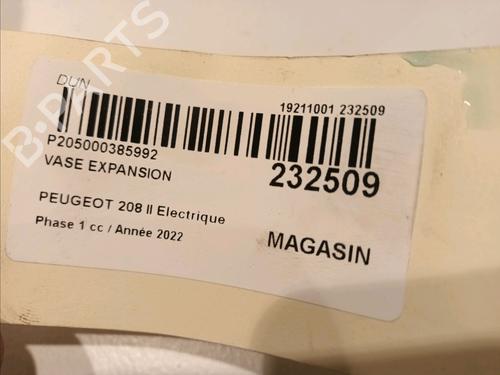 DUN
19211001 232509
P205000385992
VASE EXPANSION
232509
PEUGEOT 208 II Electrique
Phase 1 cc / Année 2022
MAGASIN
B-PARTS